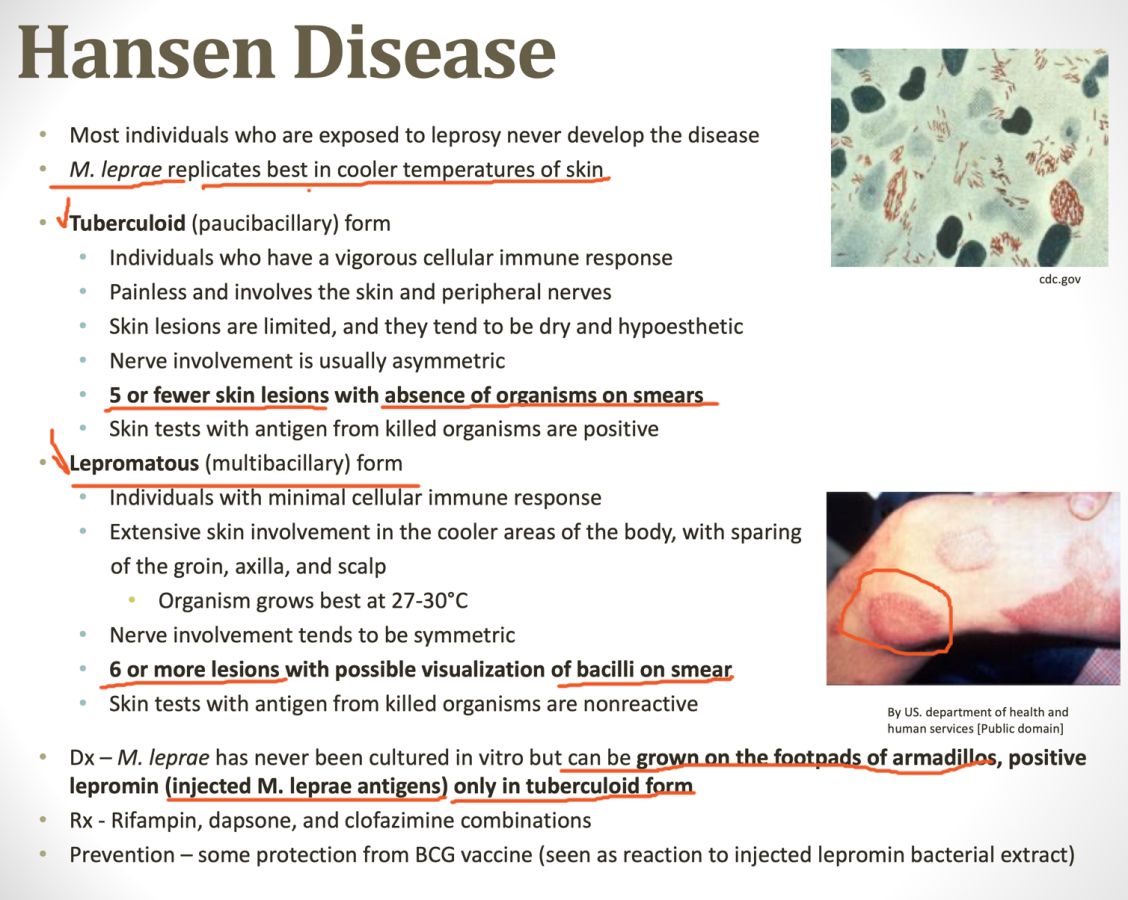 Hansen Disease
• Most individuals who are exposed to leprosy never develop the disease
• M. leprae replicates best in cooler temperatures of skin
• Tuberculoid (paucibacillary) form
• Individuals who have a vigorous cellular immune response
• Painless and involves the skin and peripheral nerves
• Skin lesions are limited, and they tend to be dry and hypoesthetic
• Nerve involvement is usually asymmetric
• 5 or fewer skin lesions with absence of organisms on smears
• Skin tests with antigen from killed organisms are positive
• Lepromatous (multibacillary) form
• Individuals with minimal cellular immune response
• Extensive skin involvement in the cooler areas of the body, with sparing
of the groin, axilla, and scalp
• Organism grows best at 27-30°C
• Nerve involvement tends to be symmetric
• 6 or more lesions with possible visualization of bacilli on smear
• Skin tests with antigen from killed organisms are nonreactive
• Dx – M. leprae has never been cultured in vitro but can be grown on the footpads of armadillos, positive
lepromin (injected M. leprae antigens) only in tuberculoid form
• Rx - Rifampin, dapsone, and clofazimine combinations
• Prevention – some protection from BCG vaccine (seen as reaction to injected lepromin bacterial extract)
cdc.gov
By US. department of health and
human services [Public domain]